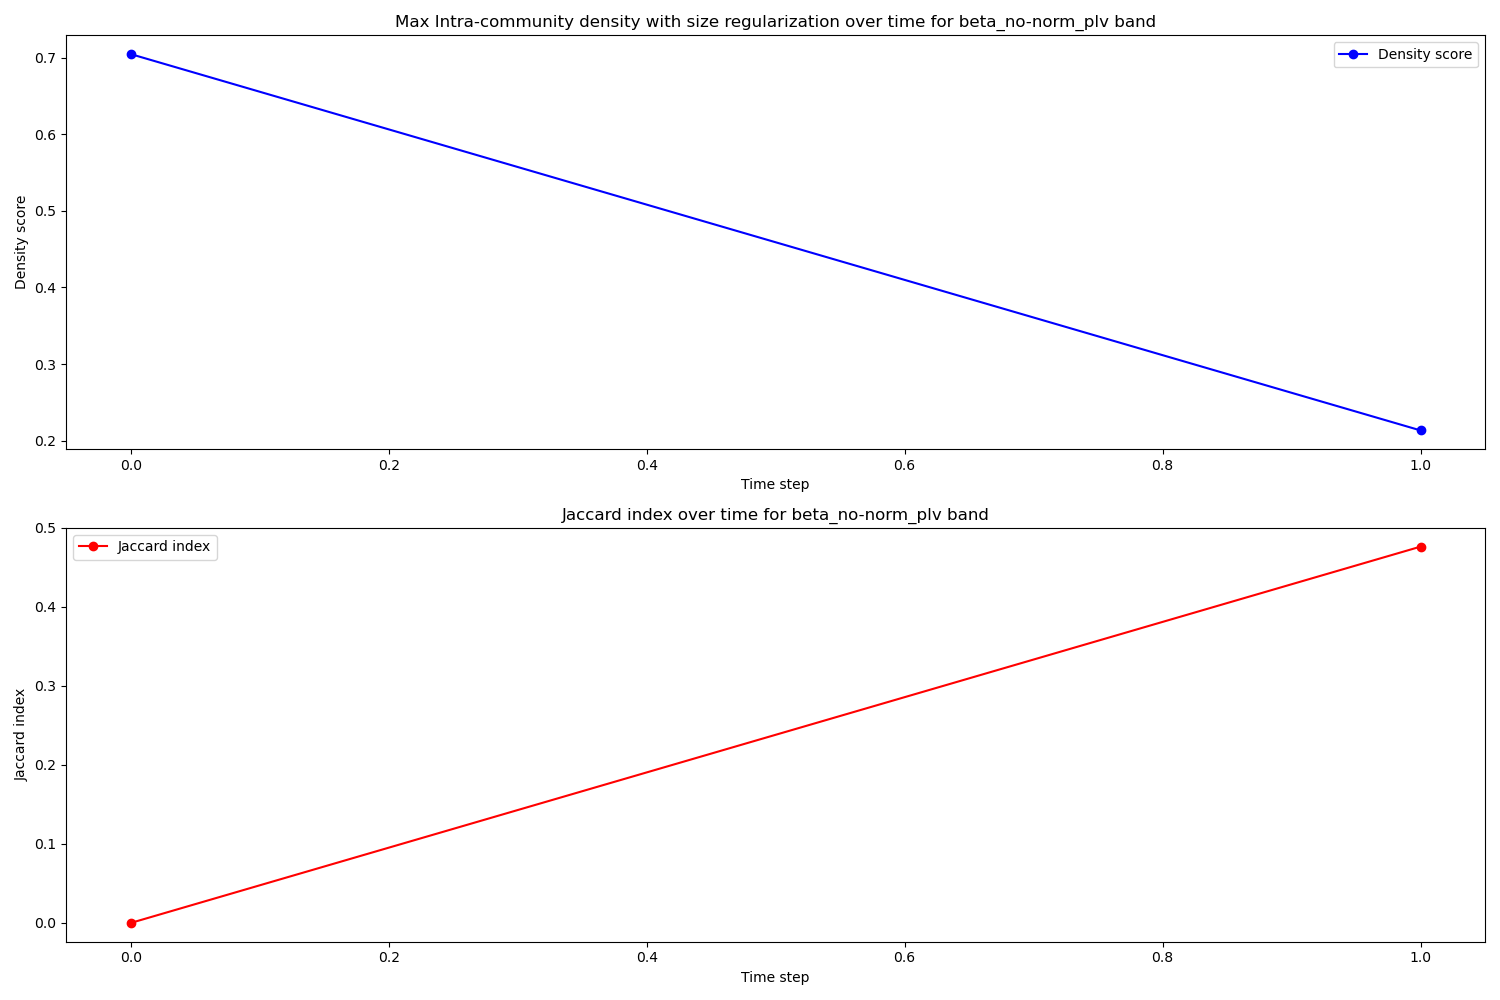 Max Intra-community density with size regularization over time for beta_no-norm_plv band
Density score
0.7
0.6
0.5
0.4
0.3
0.2
Density score
0.0 0.2 0.4 0.6 0.8 1.0
Time step
Jaccard index over time for beta_no-norm_plv band
Jaccard index
0.5
0.4
0.3
0.2
0.1
0.0
Jaccard index
0.0 0.2 0.4 0.6 0.8 1.0
Time step